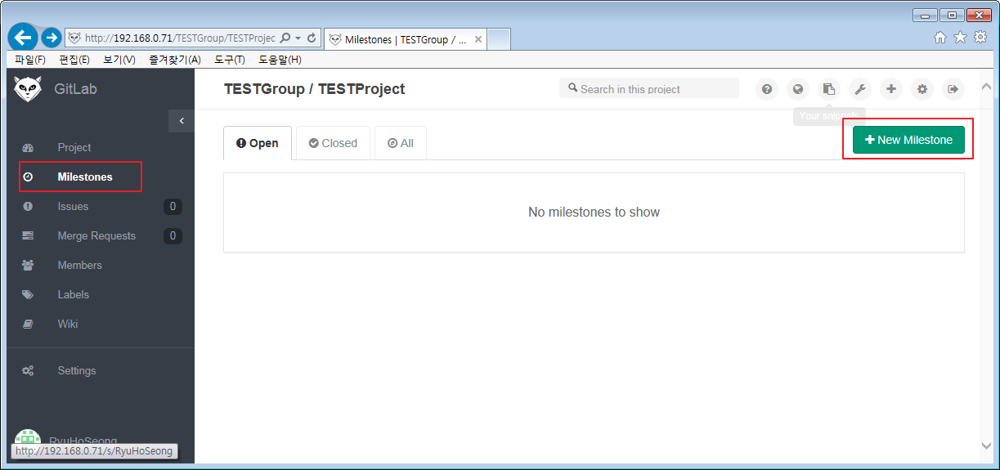 http://192.168.0.71/TESTGroup/TESTProjec
Milestones | TESTGroup / ...
파일(F) 편집(E) 보기(V) 즐겨찾기(A) 도구(T) 도움말(H)
GitLab
TESTGroup / TESTProject
Search in this project
Your snippets
Project
Milestones
Issues 0
Merge Requests 0
Members
Labels
Wiki
Settings
RyuHoSeong
http://192.168.0.71/s/RyuHoSeong
Open
Closed
All
New Milestone
No milestones to show